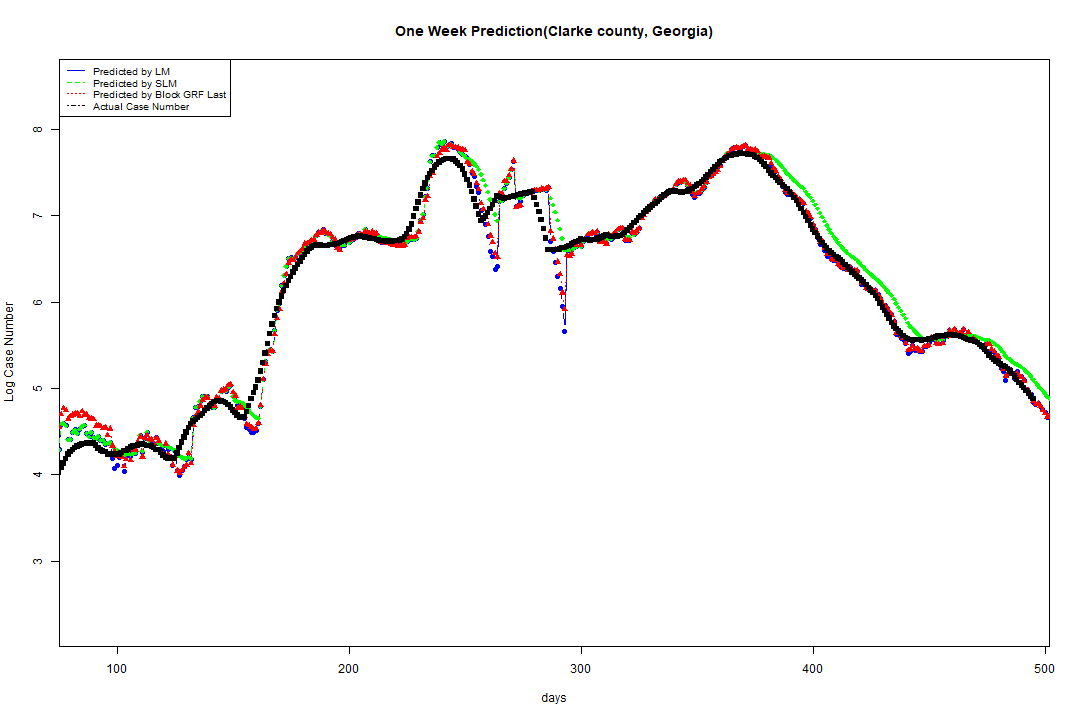 One Week Prediction(Clarke county, Georgia)
Predicted by LM
Predicted by SLM
Predicted by Block GRF Last
Actual Case Number
8
7
6
5
4
3
Log Case Number
100 200 300 400 500
days